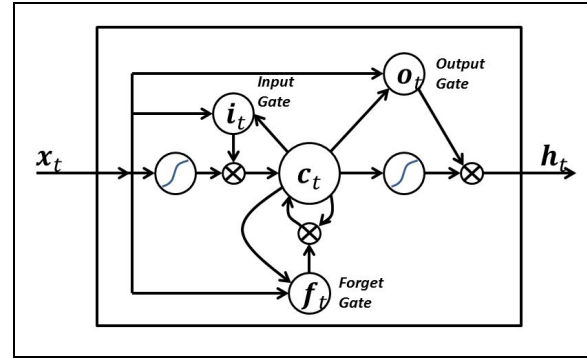 Input
Gate
Output
Gate
o_t
i_t
x_t
c_t
h_t
f_t
Forget
Gate